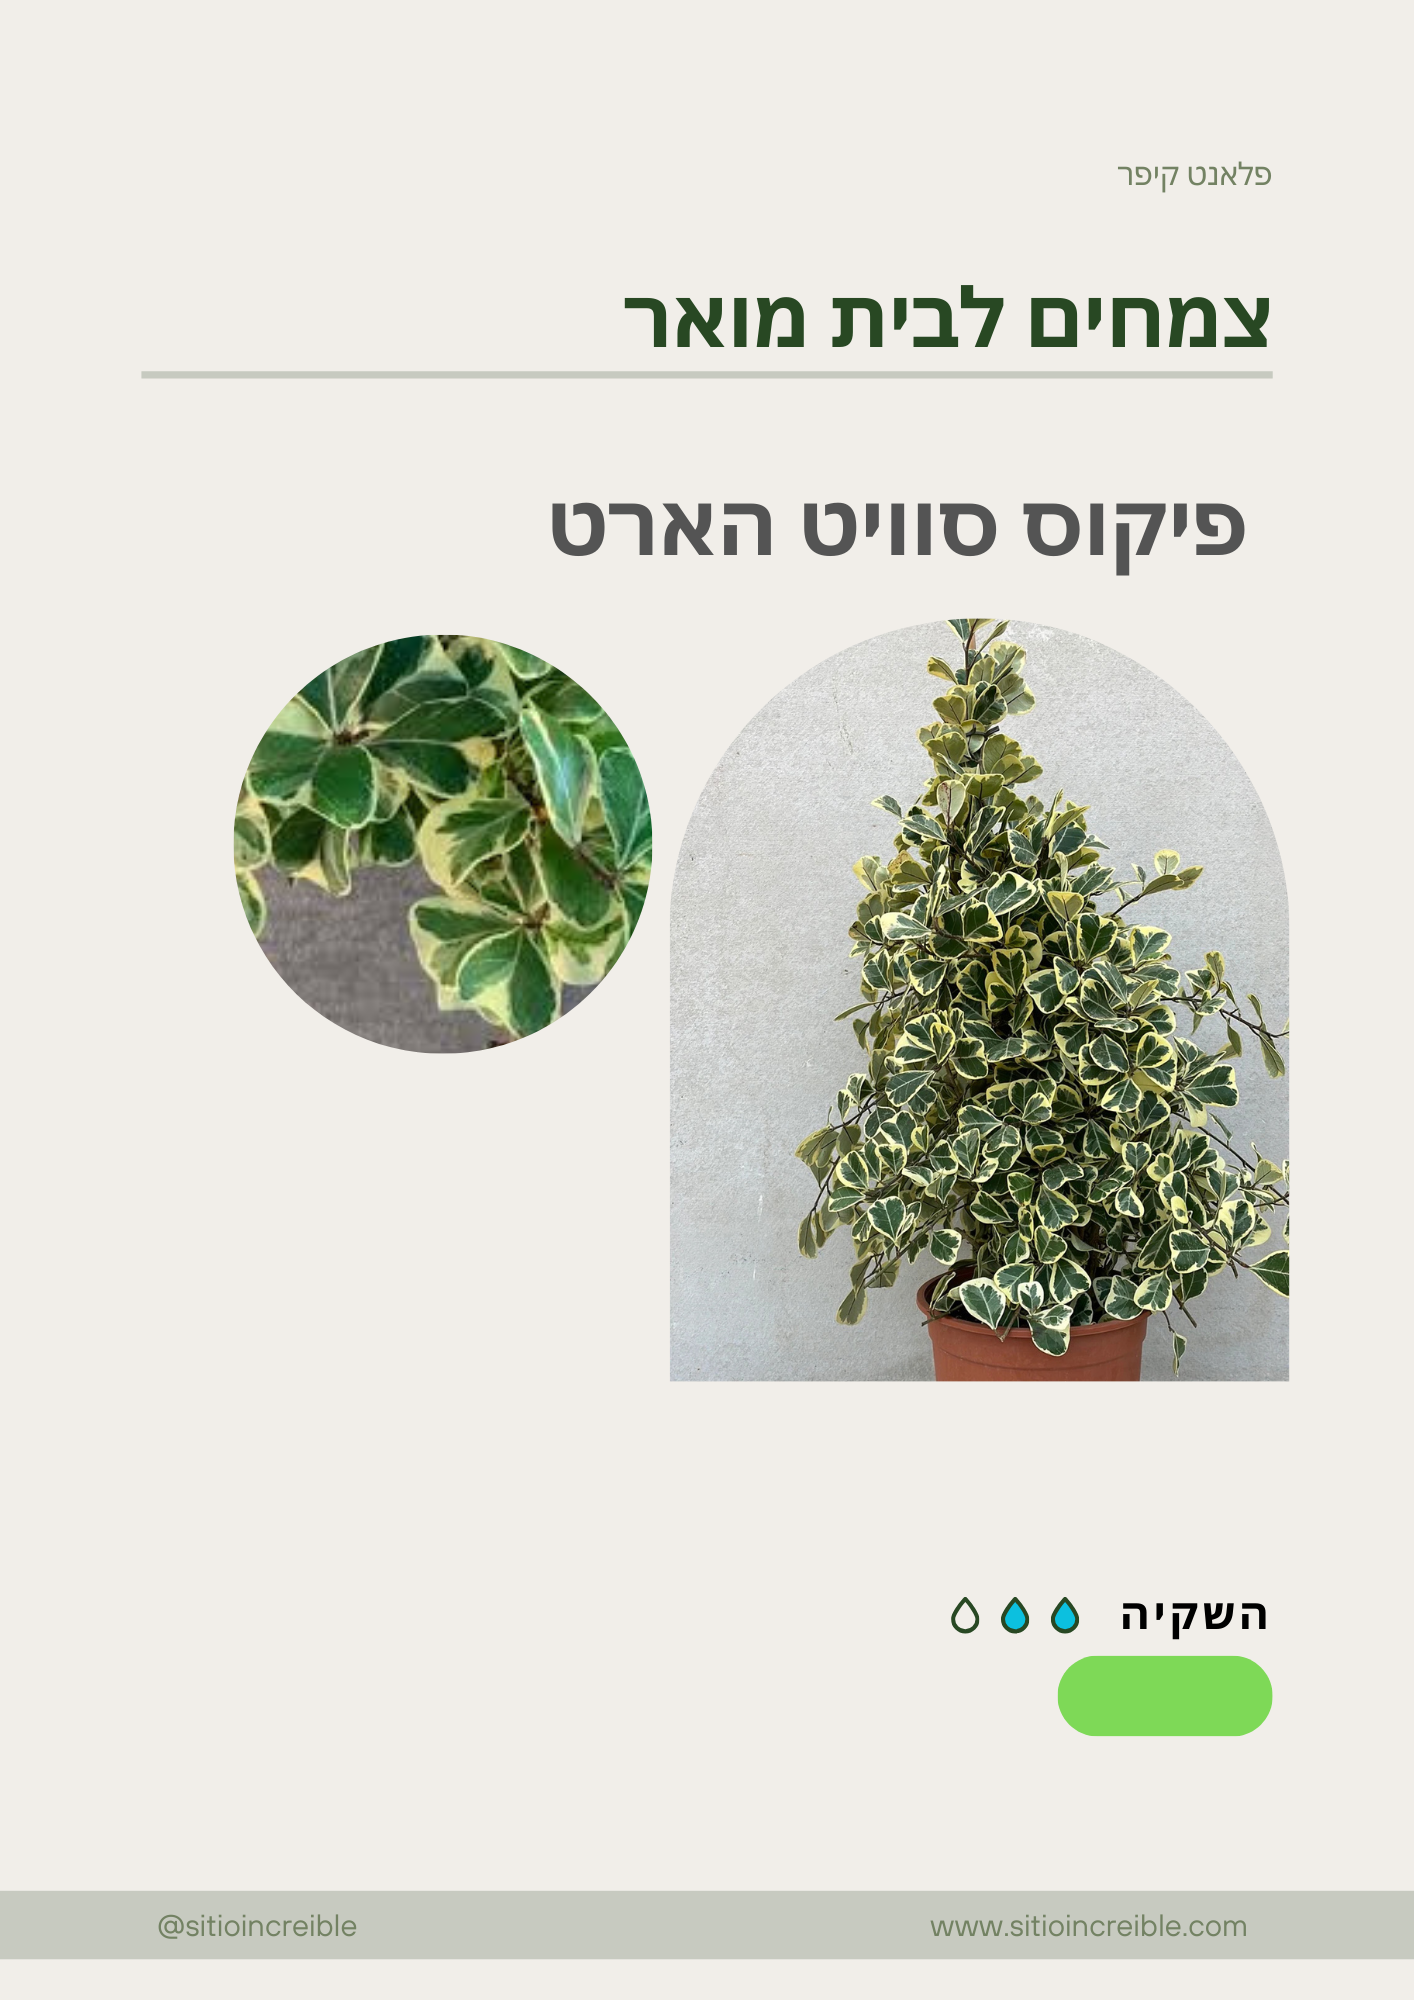 פלאנט קיפר
צמחים לבית מואר
פיקוס סוויט הארט
השקיה
@sitioincreible
www.sitioincreible.com